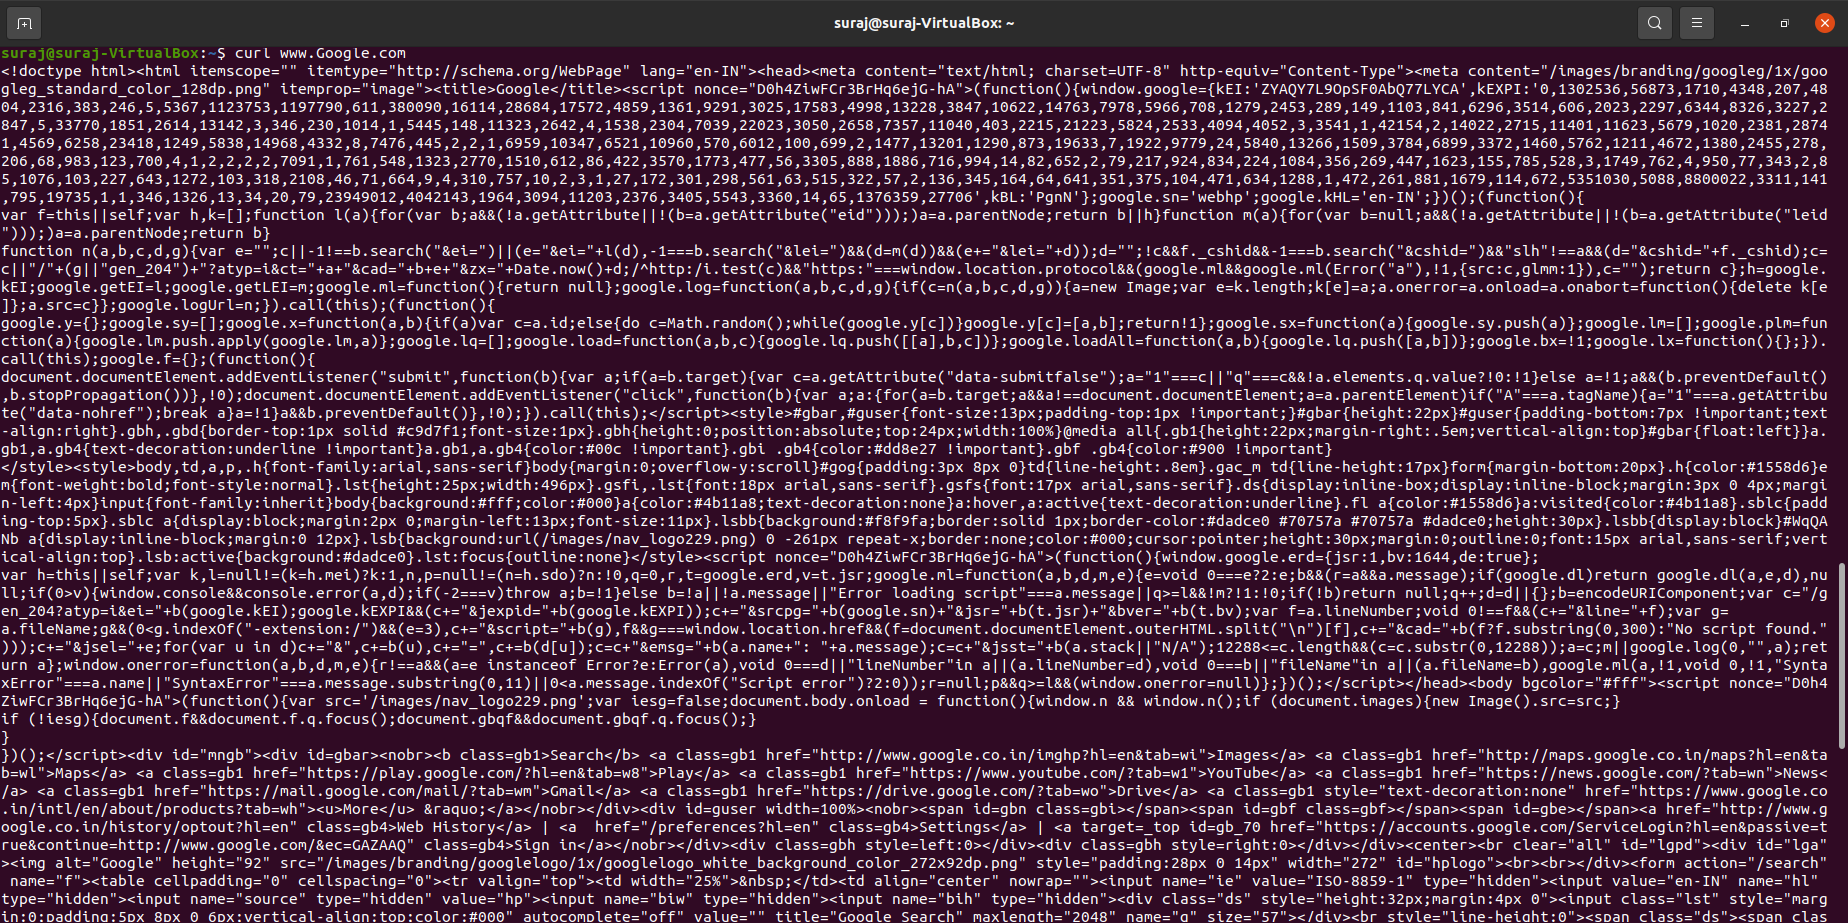 suraj@suraj-VirtualBox: ~
suraj@suraj-VirtualBox:~$ curl www.Google.com
<!doctype html><html itemscope="" itemtype="http://schema.org/WebPage" lang="en-IN"><head><meta content="text/html; charset=UTF-8" http-equiv="Content-Type"><meta content="/images/branding/googleg/1x/goo
gleg_standard_color_128dp.png" itemprop="image"><title>Google</title><script nonce="D0h4ZiwFCr3BrHq6ejG-hA">(function(){window.google={kEI:'ZYAQY7L9OpSF0AbQ77LYCA',kEXPI:'0,1302536,56873,1710,4348,207,48
04,2316,383,246,5,5367,1123753,1197790,611,380090,16114,28684,17572,4859,1361,9291,3025,17583,4998,13228,3847,10622,14763,7978,5966,708,1279,2453,289,149,1103,841,6296,3514,606,2023,2297,6344,8326,3227,2
847,5,33770,1851,2614,13142,3,346,230,1014,1,5445,148,11323,2642,4,1538,2304,7039,22023,3050,2658,7357,11040,403,2215,21223,5824,2533,4094,4052,3,3541,1,42154,2,14022,2715,11401,11623,5679,1020,2381,2874
1,4569,6258,23418,1249,5838,14968,4332,8,7476,445,2,2,1,6959,10347,6521,10960,570,6012,100,699,2,1477,13201,1290,873,19633,7,1922,9779,24,5840,13266,1509,3784,6899,3372,1460,5762,1211,4672,1380,2455,278,
206,68,983,123,700,4,1,2,2,2,2,7091,1,761,548,1323,2770,1510,612,86,422,3570,1773,477,56,3305,888,1886,716,994,14,82,652,2,79,217,924,834,224,1084,356,269,447,1623,155,785,528,3,1749,762,4,950,77,343,2,8
5,1076,103,227,643,1272,103,318,2108,46,71,664,9,4,310,757,10,2,3,1,27,172,301,298,561,63,515,322,57,2,136,345,164,64,641,351,375,104,471,634,1288,1,472,261,881,1679,114,672,5351030,5088,8800022,3311,141
,795,19735,1,1,346,1326,13,34,20,79,23949012,4042143,1964,3094,11203,2376,3405,5543,3360,14,65,1376359,27706',kBL:'PgnN'};google.sn='webhp';google.kHL='en-IN';})();(function(){
var f=this||self;var h,k=[];function l(a){for(var b;a&&(!a.getAttribute||!(b=a.getAttribute("eid")));)a=a.parentNode;return b||h}function m(a){for(var b=null;a&&(!a.getAttribute||!(b=a.getAttribute("leid
")));)a=a.parentNode;return b}
function n(a,b,c,d,g){var e="";c||-1!==b.search("&ei=")||(e="&ei="+l(d),-1===b.search("&lei=")&&(d=m(d))&&(e+="&lei="+d));d="";!c&&f._cshid&&-1===b.search("&cshid=")&&"slh"!==a&&(d="&cshid="+f._cshid);c=
c||"/"+(g||"gen_204")+"?atyp=i&ct="+a+"&cad="+b+e+"&zx="+Date.now()+d;/^http:/i.test(c)&&"https:"===window.location.protocol&&(google.ml&&google.ml(Error("a"),!1,{src:c,glmm:1}),c="");return c};h=google.
kEI;google.getEI=l;google.getLEI=m;google.ml=function(){return null};google.log=function(a,b,c,d,g){if(c=n(a,b,c,d,g)){a=new Image;var e=k.length;k[e]=a;a.onerror=a.onload=a.onabort=function(){delete k[e
]};a.src=c}};google.logUrl=n;}).call(this);(function(){
google.y={};google.sy=[];google.x=function(a,b){if(a)var c=a.id;else{do c=Math.random();while(google.y[c])}google.y[c]=[a,b];return!1};google.sx=function(a){google.sy.push(a)};google.lm=[];google.plm=fun
ction(a){google.lm.push.apply(google.lm,a)};google.lq=[];google.load=function(a,b,c){google.lq.push([[a],b,c])};google.loadAll=function(a,b){google.lq.push([a,b])};google.bx=!1;google.lx=function(){};}).
call(this);google.f={};(function(){
document.documentElement.addEventListener("submit",function(b){var a;if(a=b.target){var c=a.getAttribute("data-submitfalse");a="1"===c||"q"===c&&!a.elements.q.value?!0:!1}else a=!1;a&&(b.preventDefault()
,b.stopPropagation())},!0);document.documentElement.addEventListener("click",function(b){var a;a:{for(a=b.target;a&&a!==document.documentElement;a=a.parentElement)if("A"===a.tagName){a="1"===a.getAttribu
te("data-nohref");break a}a=!1}a&&b.preventDefault()},!0);}).call(this);</script><style>#gbar,#guser{font-size:13px;padding-top:1px !important;}#gbar{height:22px}#guser{padding-bottom:7px !important;text
-align:right}.gbh,.gbd{border-top:1px solid #c9d7f1;font-size:1px}.gbh{height:0;position:absolute;top:24px;width:100%}@media all{.gb1{height:22px;margin-right:.5em;vertical-align:top}#gbar{float:left}}a.
gb1,a.gb4{text-decoration:underline !important}a.gb1,a.gb4{color:#00c !important}.gbi .gb4{color:#dd8e27 !important}.gbf .gb4{color:#900 !important}
</style><style>body,td,a,p,.h{font-family:arial,sans-serif}body{margin:0;overflow-y:scroll}#gog{padding:3px 8px 0}td{line-height:.8em}.gac_m td{line-height:17px}form{margin-bottom:20px}.h{color:#1558d6}e
m{font-weight:bold;font-style:normal}.lst{height:25px;width:496px}.gsfi,.lst{font:18px arial,sans-serif}.gsfs{font:17px arial,sans-serif}.ds{display:inline-box;display:inline-block;margin:3px 0 4px;margi
n-left:4px}input{font-family:inherit}body{background:#fff;color:#000}a{color:#4b11a8;text-decoration:none}a:hover,a:active{text-decoration:underline}.fl a{color:#1558d6}a:visited{color:#4b11a8}.sblc{padd
ing-top:5px}.sblc a{display:block;margin:2px 0;margin-left:13px;font-size:11px}.lsbb{background:#f8f9fa;border:solid 1px;border-color:#dadce0 #70757a #70757a #dadce0;height:30px}.lsbb{display:block}#WqQA
Nb a{display:inline-block;margin:0 12px}.lsb{background:url(/images/nav_logo229.png) 0 -261px repeat-x;border:none;color:#000;cursor:pointer;height:30px;margin:0;outline:0;font:15px arial,sans-serif;vert
ical-align:top}.lsb:active{background:#dadce0}.lst:focus{outline:none}</style><script nonce="D0h4ZiwFCr3BrHq6ejG-hA">(function(){window.google.erd={jsr:1,bv:1644,de:true};
var h=this||self;var k,l=null!=(k=h.mei)?k:1,n,p=null!=(n=h.sdo)?n:!0,q=0,r,t=google.erd,v=t.jsr;google.ml=function(a,b,d,m,e){e=void 0===e?2:e;b&&(r=a&&a.message);if(google.dl)return google.dl(a,e,d),nu
ll;if(0>v){window.console&&console.error(a,d);if(-2===v)throw a;b=!1}else b=!a||!a.message||"Error loading script"===a.message||q>=l&&!m?!1:!0;if(!b)return null;q++;d=d||{};b=encodeURIComponent;var c="/g
en_204?atyp=i&ei="+b(google.kEI);google.kEXPI&&(c+="&jexpid="+b(google.kEXPI));c+="&srcpg="+b(google.sn)+"&jsr="+b(t.jsr)+"&bver="+b(t.bv);var f=a.lineNumber;void 0!==f&&(c+="&line="+f);var g=
a.fileName;g&&(0<g.indexOf("-extension:/")&&(e=3),c+="&script="+b(g),f&&g===window.location.href&&(f=document.documentElement.outerHTML.split("\n")[f],c+="&cad="+b(f?f.substring(0,300):"No script found."
)));c+="&jsel="+e;for(var u in d)c+="&",c+=b(u),c+="=",c+=b(d[u]);c=c+"&emsg="+b(a.name+": "+a.message);c=c+"&jsst="+b(a.stack||"N/A");12288<=c.length&&(c=c.substr(0,12288));a=c;m||google.log(0,"",a);ret
urn a};window.onerror=function(a,b,d,m,e){r!==a&&(a=e instanceof Error?e:Error(a),void 0===d||"lineNumber"in a||(a.lineNumber=d),void 0===b||"fileName"in a||(a.fileName=b),google.ml(a,!1,void 0,!1,"Synta
xError"===a.name||"SyntaxError"===a.message.substring(0,11)||0<a.message.indexOf("Script error")?2:0));r=null;p&&q>=l&&(window.onerror=null)};})();</script></head><body bgcolor="#fff"><script nonce="D0h4
ZiwFCr3BrHq6ejG-hA">(function(){var src='/images/nav_logo229.png';var iesg=false;document.body.onload = function(){window.n && window.n();if (document.images){new Image().src=src;}
if (!iesg){document.f&&document.f.q.focus();document.gbqf&&document.gbqf.q.focus();}
}
})();</script><div id="mngb"><div id=gbar><nobr><b class=gb1>Search</b> <a class=gb1 href="http://www.google.co.in/imghp?hl=en&tab=wi">Images</a> <a class=gb1 href="http://maps.google.co.in/maps?hl=en&ta
b=wl">Maps</a> <a class=gb1 href="https://play.google.com/?hl=en&tab=w8">Play</a> <a class=gb1 href="https://www.youtube.com/?tab=w1">YouTube</a> <a class=gb1 href="https://news.google.com/?tab=wn">News<
/a> <a class=gb1 href="https://mail.google.com/mail/?tab=wm">Gmail</a> <a class=gb1 href="https://drive.google.com/?tab=wo">Drive</a> <a class=gb1 style="text-decoration:none" href="https://www.google.co
.in/intl/en/about/products?tab=wh"><u>More</u> &raquo;</a></nobr></div><div id=guser width=100%><nobr><span id=gbn class=gbi></span><span id=gbf class=gbf></span><span id=gbe></span><a href="http://www.g
oogle.co.in/history/optout?hl=en" class=gb4>Web History</a> | <a  href="/preferences?hl=en" class=gb4>Settings</a> | <a target=_top id=gb_70 href="https://accounts.google.com/ServiceLogin?hl=en&passive=t
rue&continue=http://www.google.com/&ec=GAZAAQ" class=gb4>Sign in</a></nobr></div><div class=gbh style=left:0></div><div class=gbh style=right:0></div></div><center><br clear="all" id="lgpd"><div id="lga"
><img alt="Google" height="92" src="/images/branding/googlelogo/1x/googlelogo_white_background_color_272x92dp.png" style="padding:28px 0 14px" width="272" id="hplogo"><br><br></div><form action="/search"
 name="f"><table cellpadding="0" cellspacing="0"><tr valign="top"><td width="25%">&nbsp;</td><td align="center" nowrap=""><input name="ie" value="ISO-8859-1" type="hidden"><input value="en-IN" name="hl"
type="hidden"><input name="source" type="hidden" value="hp"><input name="biw" type="hidden"><input name="bih" type="hidden"><div class="ds" style="height:32px;margin:4px 0"><input class="lst" style="marg
in:0;padding:5px 8px 0 6px;vertical-align:top;color:#000" autocomplete="off" value="" title="Google Search" maxlength="2048" name="q" size="57"></div><br style="line-height:0"><span class="ds"><span clas